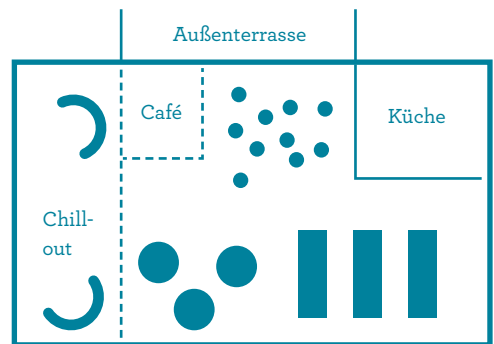 Außenterrasse
Café
Küche
Chill-
out